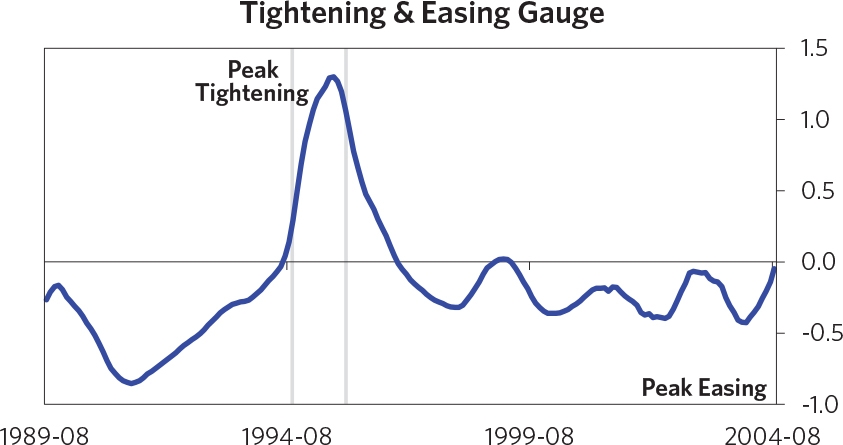 Tightening & Easing Gauge
1.5
Peak
Tightening
1.0
0.5
0.0
-0.5
Peak Easing
-1.0
1989-08 1994-08 1999-08 2004-08